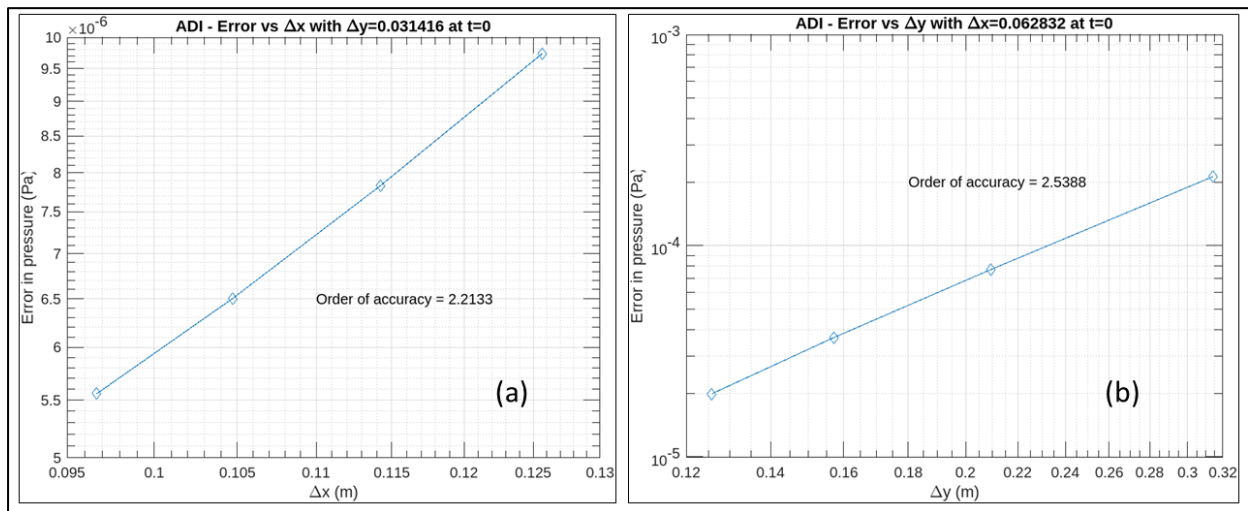 ADI - Error vs Δx with Δy=0.031416 at t=0
×10-6
10
9.5
9
8.5
8
7.5
7
6.5
6
5.5
5
Error in pressure (Pa)
Order of accuracy = 2.2133
(a)
0.095 0.1 0.105 0.11 0.115 0.12 0.125 0.13
Δx (m)
ADI - Error vs Δy with Δx=0.062832 at t=0
10-3
10-4
10-5
Error in pressure (Pa)
Order of accuracy = 2.5388
(b)
0.12 0.14 0.16 0.18 0.2 0.22 0.24 0.26 0.28 0.3 0.32
Δy (m)